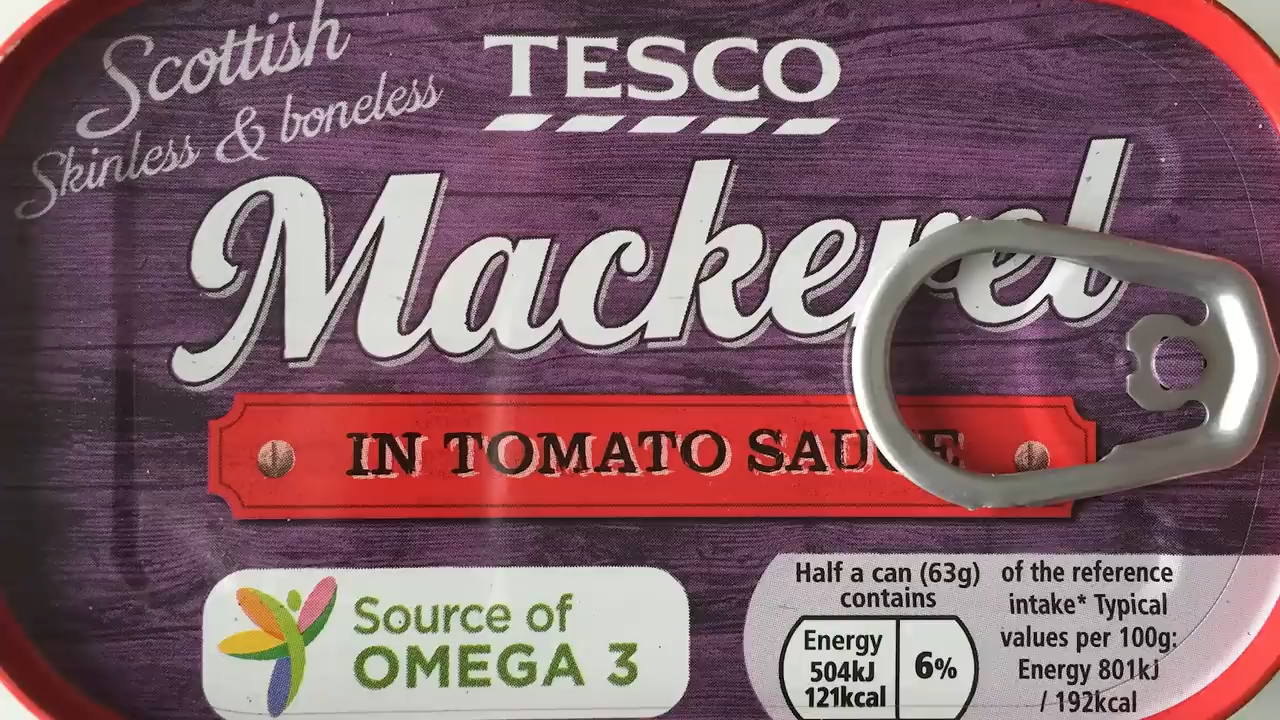 Scottish
Skinless & boneless
TESCO
Mackerel
IN TOMATO SAUCE
Source of
OMEGA 3
Half a can (63g)
contains
Energy
504kJ
121kcal
6%
of the reference
intake* Typical
values per 100g:
Energy 801kJ
/ 192kcal